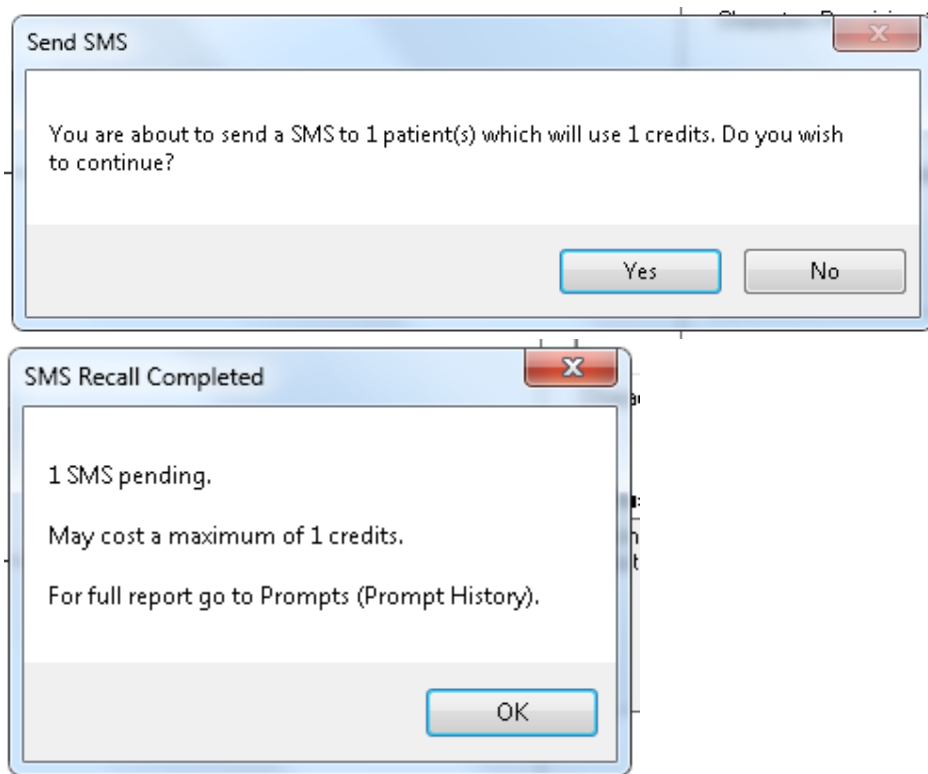 Send SMS
You are about to send a SMS to 1 patient(s) which will use 1 credits. Do you wish
to continue?
Yes
No
SMS Recall Completed
1 SMS pending.
May cost a maximum of 1 credits.
For full report go to Prompts (Prompt History).
OK